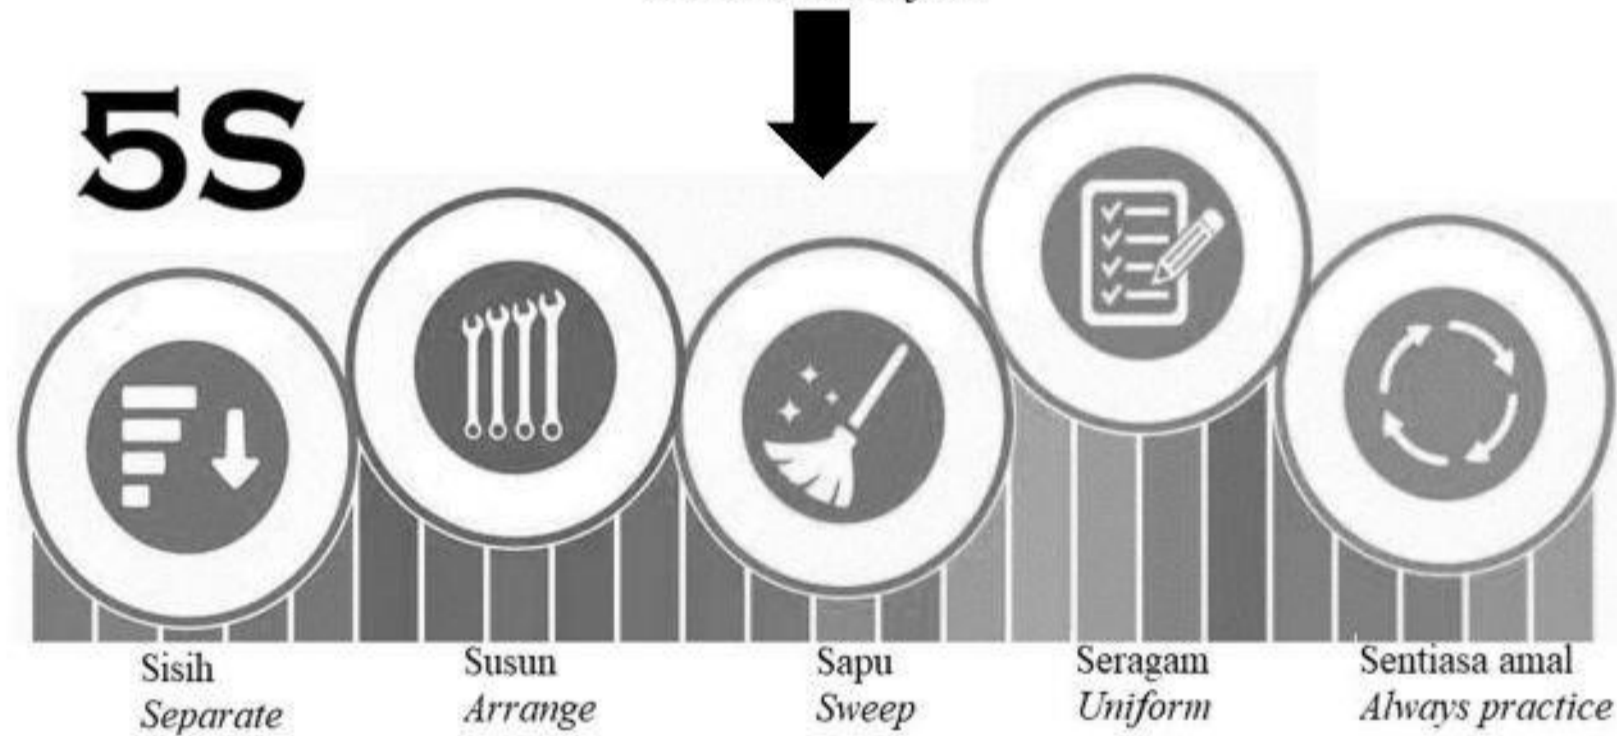 5S
Sisih
Separate
Susun
Arrange
Sapu
Sweep
Seragam
Uniform
Sentiasa amal
Always practice